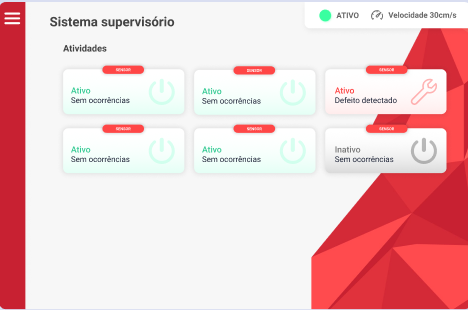 Sistema supervisório
ATIVO
Velocidade 30cm/s
Atividades
SENSOR
Ativo
Sem ocorrências
SENSOR
Ativo
Sem ocorrências
SENSOR
Ativo
Defeito detectado
SENSOR
Ativo
Sem ocorrências
SENSOR
Ativo
Sem ocorrências
SENSOR
Inativo
Sem ocorrências